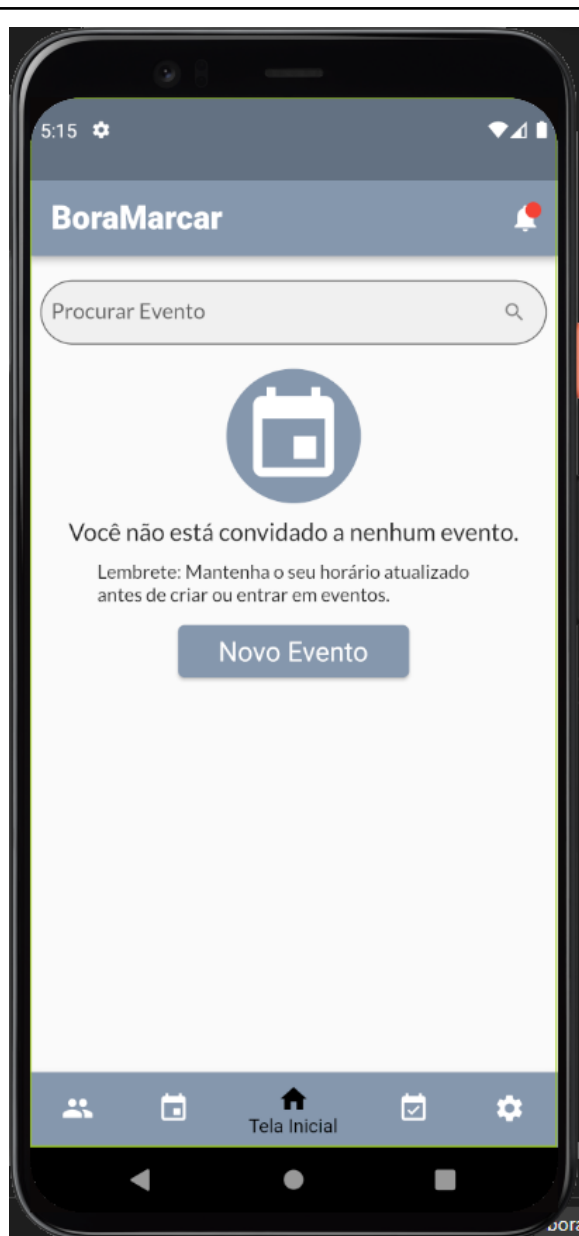 5:15
BoraMarcar
Procurar Evento
Você não está convidado a nenhum evento.
Lembrete: Mantenha o seu horário atualizado
antes de criar ou entrar em eventos.
Novo Evento
Tela Inicial
bora